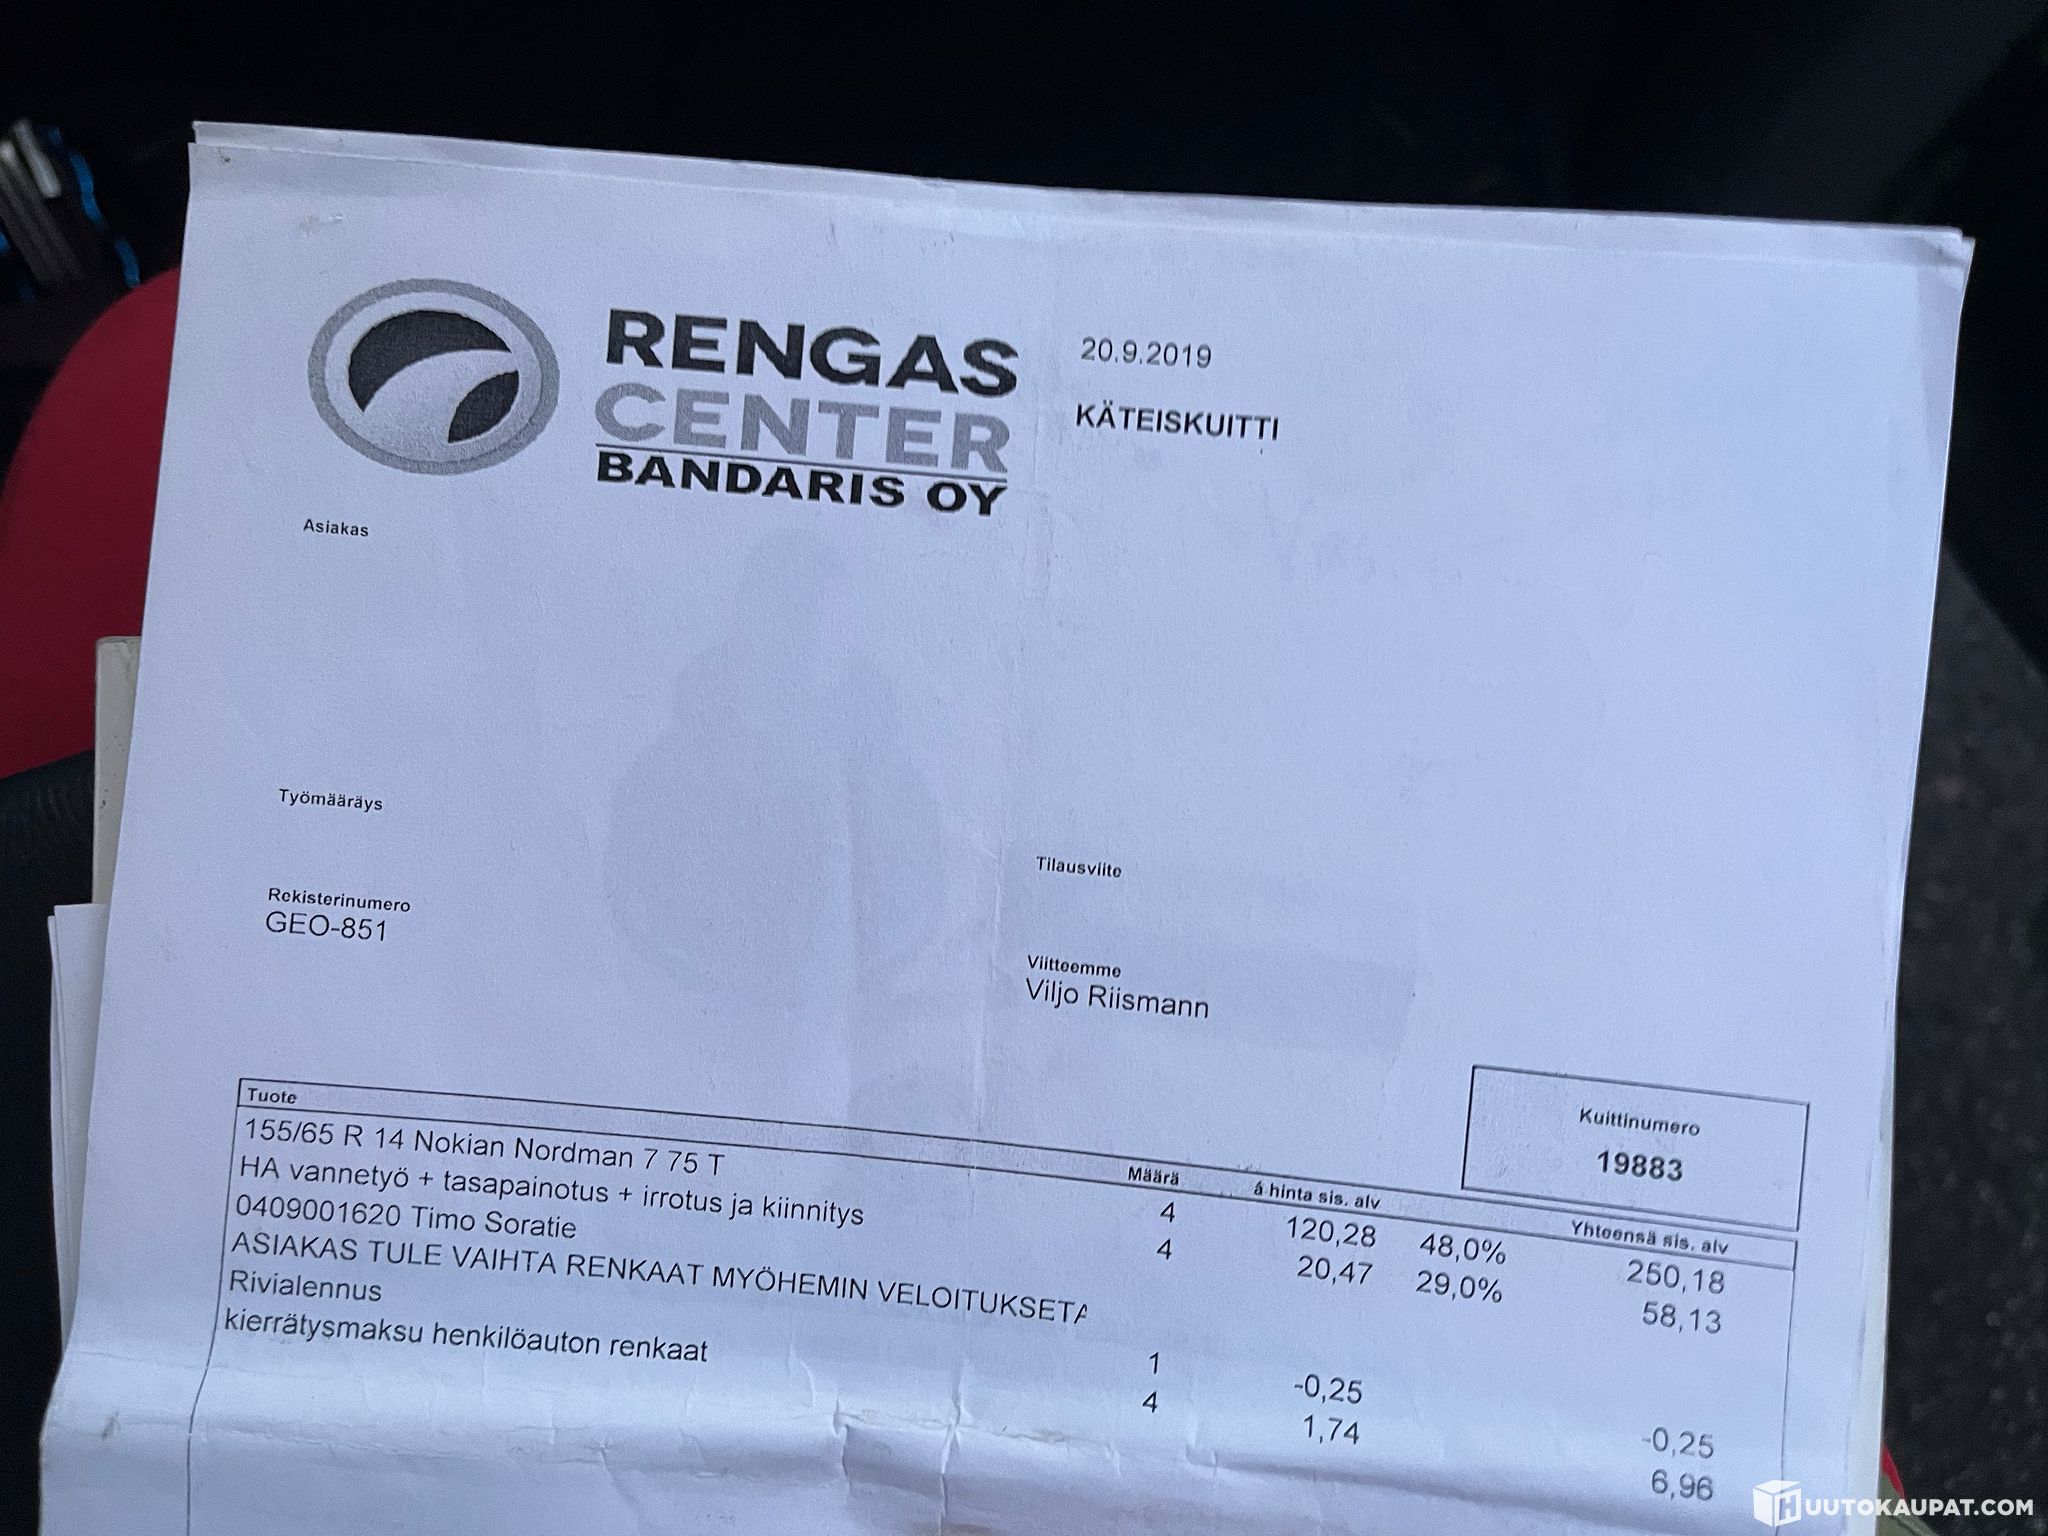 RENGAS
CENTER
BANDARIS OY
20.9.2019
KÄTEISKUITTI
Asiakas
Työmääräys
Tilausviite
Rekisterinumero
GEO-851
Viitteemme
Viljo Riismann
Kuittinumero
19883
Tuote Määrä á hinta sis. alv Yhteensä sis. alv
155/65 R 14 Nokian Nordman 7 75 T 4 120,28 48,0% 250,18
HA vannetyö + tasapainotus + irrotus ja kiinnitys 4 20,47 29,0% 58,13
0409001620 Timo Soratie
ASIAKAS TULE VAIHTA RENKAAT MYÖHEMIN VELOITUKSETA
Rivialennus 1 -0,25 -0,25
kierrätysmaksu henkilöauton renkaat 4 1,74 6,96
HUUTOKAUPAT.COM